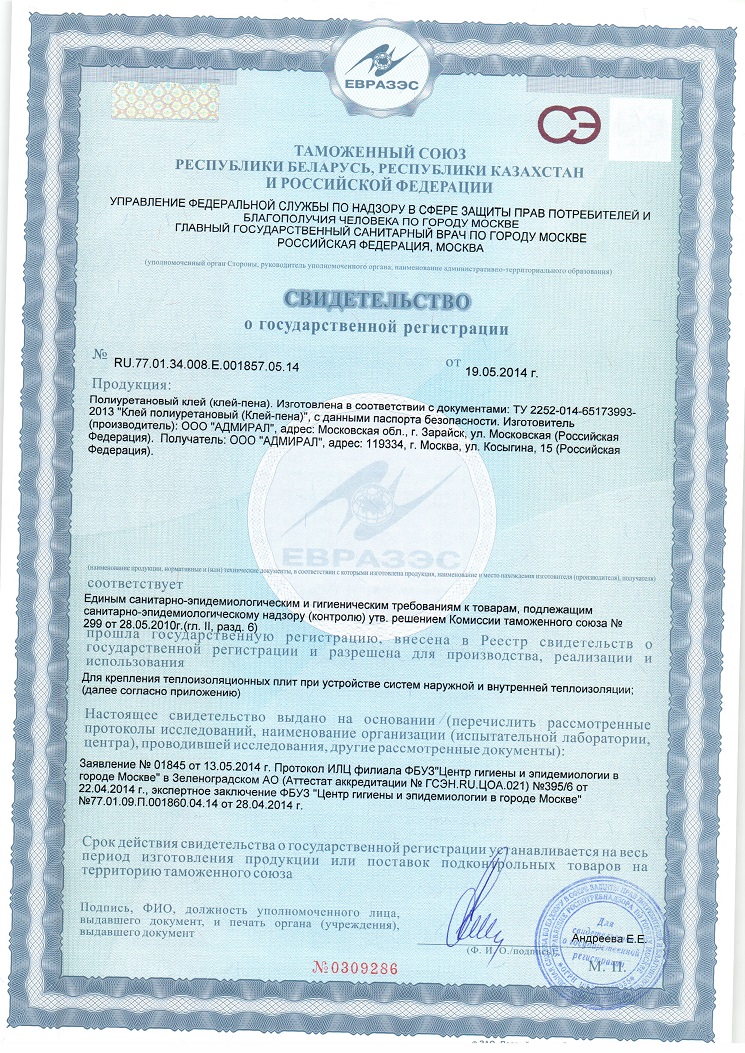 ЕВРАЗЭС
СЭ
ТАМОЖЕННЫЙ СОЮЗ
РЕСПУБЛИКИ БЕЛАРУСЬ, РЕСПУБЛИКИ КАЗАХСТАН
И РОССИЙСКОЙ ФЕДЕРАЦИИ
УПРАВЛЕНИЕ ФЕДЕРАЛЬНОЙ СЛУЖБЫ ПО НАДЗОРУ В СФЕРЕ ЗАЩИТЫ ПРАВ ПОТРЕБИТЕЛЕЙ И
БЛАГОПОЛУЧИЯ ЧЕЛОВЕКА ПО ГОРОДУ МОСКВЕ
ГЛАВНЫЙ ГОСУДАРСТВЕННЫЙ САНИТАРНЫЙ ВРАЧ ПО ГОРОДУ МОСКВЕ
РОССИЙСКАЯ ФЕДЕРАЦИЯ, МОСКВА
(уполномоченный орган Стороны, руководитель уполномоченного органа, наименование административно-территориального образования)
СВИДЕТЕЛЬСТВО
о государственной регистрации
№ RU.77.01.34.008.Е.001857.05.14 от 19.05.2014 г.
Продукция:
Полиуретановый клей (клей-пена). Изготовлена в соответствии с документами: ТУ 2252-014-65173993-
2013 "Клей полиуретановый (Клей-пена)", с данными паспорта безопасности. Изготовитель
(производитель): ООО "АДМИРАЛ", адрес: Московская обл., г. Зарайск, ул. Московская (Российская
Федерация). Получатель: ООО "АДМИРАЛ", адрес: 119334, г. Москва, ул. Косыгина, 15 (Российская
Федерация).
ЕВРАЗЭС
(наименование продукции, нормативные и (или) технические документы, в соответствии с которыми изготовлена продукция, наименование и место нахождения изготовителя (производителя), получателя)
соответствует
Единым санитарно-эпидемиологическим и гигиеническим требованиям к товарам, подлежащим
санитарно-эпидемиологическому надзору (контролю) утв. решением Комиссии таможенного союза №
299 от 28.05.2010г.(гл. II, разд. 6)
прошла государственную регистрацию, внесена в Реестр свидетельств о
государственной регистрации и разрешена для производства, реализации и
использования
Для крепления теплоизоляционных плит при устройстве систем наружной и внутренней теплоизоляции;
(далее согласно приложению)
Настоящее свидетельство выдано на основании (перечислить рассмотренные
протоколы исследований, наименование организации (испытательной лаборатории,
центра), проводившей исследования, другие рассмотренные документы):
Заявление № 01845 от 13.05.2014 г. Протокол ИЛЦ филиала ФБУЗ"Центр гигиены и эпидемиологии в
городе Москве" в Зеленоградском АО (Аттестат аккредитации № ГСЭН.RU.ЦОА.021) №395/6 от
22.04.2014 г., экспертное заключение ФБУЗ "Центр гигиены и эпидемиологии в городе Москве"
№77.01.09.П.001860.04.14 от 28.04.2014 г.
Срок действия свидетельства о государственной регистрации устанавливается на весь
период изготовления продукции или поставок подконтрольных товаров на
территорию таможенного союза
Подпись, ФИО, должность уполномоченного лица,
выдавшего документ, и печать органа (учреждения),
выдавшего документ
Для
свидетельств
о государственной
регистрации
Андреева Е.Е.
(Ф. И. О./подпись)
М. П.
№0309286